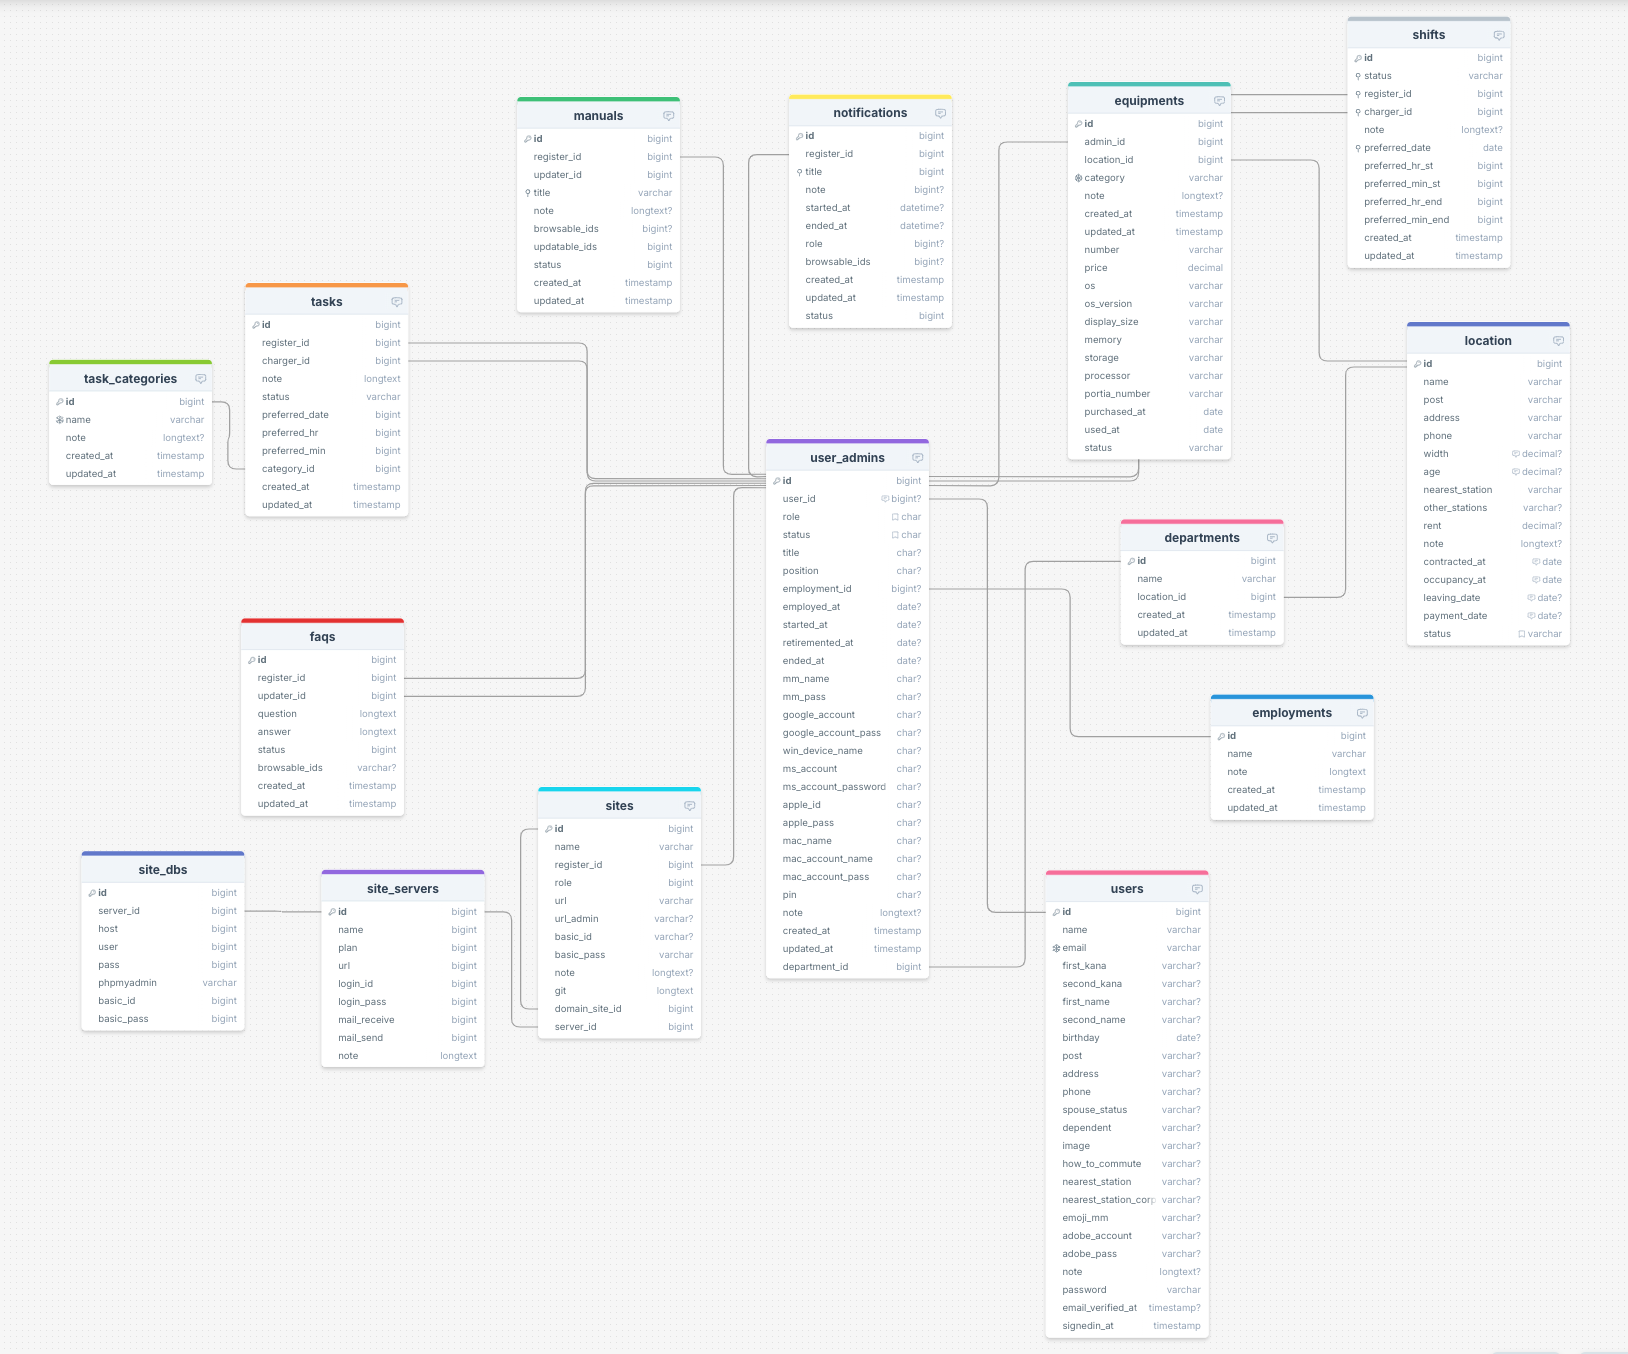 shifts
id bigint
status varchar
register_id bigint
charger_id bigint
note longtext?
preferred_date date
preferred_hr_st bigint
preferred_min_st bigint
preferred_hr_end bigint
preferred_min_end bigint
created_at timestamp
updated_at timestamp
equipments
id bigint
admin_id bigint
location_id bigint
category varchar
note longtext?
created_at timestamp
updated_at timestamp
number varchar
price decimal
os varchar
os_version varchar
display_size varchar
memory varchar
storage varchar
processor varchar
portia_number varchar
purchased_at date
used_at date
status varchar
notifications
id bigint
register_id bigint
title bigint
note bigint?
started_at datetime?
ended_at datetime?
role bigint?
browsable_ids bigint?
created_at timestamp
updated_at timestamp
status bigint
manuals
id bigint
register_id bigint
updater_id bigint
title varchar
note longtext?
browsable_ids bigint?
updatable_ids bigint
status bigint
created_at timestamp
updated_at timestamp
tasks
id bigint
register_id bigint
charger_id bigint
note longtext
status varchar
preferred_date bigint
preferred_hr bigint
preferred_min bigint
category_id bigint
created_at timestamp
updated_at timestamp
task_categories
id bigint
name varchar
note longtext?
created_at timestamp
updated_at timestamp
location
id bigint
name varchar
post varchar
address varchar
phone varchar
width decimal?
age decimal?
nearest_station varchar
other_stations varchar?
rent decimal?
note longtext?
contracted_at date
occupancy_at date
leaving_date date?
payment_date date?
status varchar
user_admins
id bigint
user_id bigint?
role char
status char
title char?
position char?
employment_id bigint?
employed_at date?
started_at date?
retiremented_at date?
ended_at date?
mm_name char?
mm_pass char?
google_account char?
google_account_pass char?
win_device_name char?
ms_account char?
ms_account_password char?
apple_id char?
apple_pass char?
mac_name char?
mac_account_name char?
mac_account_pass char?
pin char?
note longtext?
created_at timestamp
updated_at timestamp
department_id bigint
departments
id bigint
name varchar
location_id bigint
created_at timestamp
updated_at timestamp
faqs
id bigint
register_id bigint
updater_id bigint
question longtext
answer longtext
status bigint
browsable_ids varchar?
created_at timestamp
updated_at timestamp
employments
id bigint
name varchar
note longtext
created_at timestamp
updated_at timestamp
sites
id bigint
name varchar
register_id bigint
role bigint
url varchar
url_admin varchar?
basic_id varchar?
basic_pass varchar
note longtext?
git longtext
domain_site_id bigint
server_id bigint
site_dbs
id bigint
server_id bigint
host bigint
user bigint
pass bigint
phpmyadmin varchar
basic_id bigint
basic_pass bigint
site_servers
id bigint
name bigint
plan bigint
url bigint
login_id bigint
login_pass bigint
mail_receive bigint
mail_send bigint
note longtext
users
id bigint
name varchar
email varchar
first_kana varchar?
second_kana varchar?
first_name varchar?
second_name varchar?
birthday date?
post varchar?
address varchar?
phone varchar?
spouse_status varchar?
dependent varchar?
image varchar?
how_to_commute varchar?
nearest_station varchar?
nearest_station_corp varchar?
emoji_mm varchar?
adobe_account varchar?
adobe_pass varchar?
note longtext?
password varchar
email_verified_at timestamp?
signedin_at timestamp